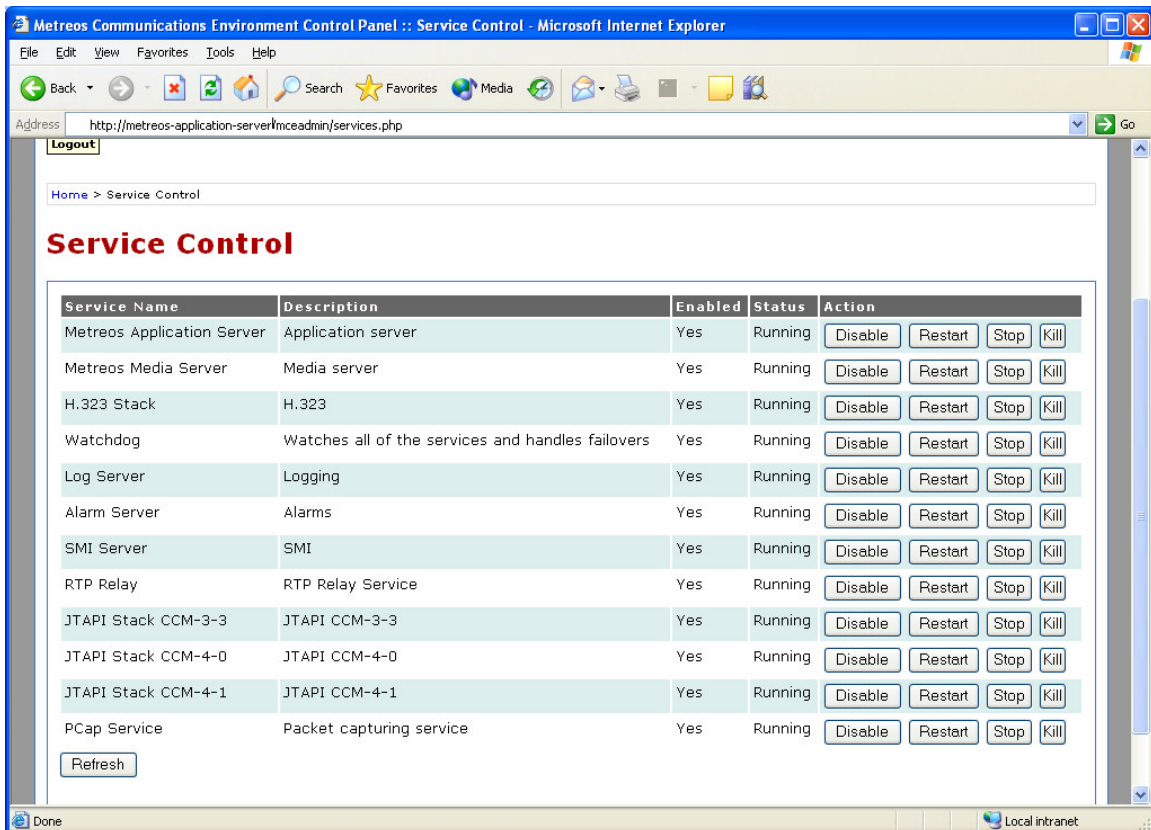 Metreos Communications Environment Control Panel :: Service Control - Microsoft Internet Explorer
File Edit View Favorites Tools Help
Back Search Favorites Media
Address http://metreos-application-server/mceadmin/services.php Go
Logout
Home > Service Control
Service Control
Service Name Description Enabled Status Action
Metreos Application Server Application server Yes Running Disable Restart Stop Kill
Metreos Media Server Media server Yes Running Disable Restart Stop Kill
H.323 Stack H.323 Yes Running Disable Restart Stop Kill
Watchdog Watches all of the services and handles failovers Yes Running Disable Restart Stop Kill
Log Server Logging Yes Running Disable Restart Stop Kill
Alarm Server Alarms Yes Running Disable Restart Stop Kill
SMI Server SMI Yes Running Disable Restart Stop Kill
RTP Relay RTP Relay Service Yes Running Disable Restart Stop Kill
JTAPI Stack CCM-3-3 JTAPI CCM-3-3 Yes Running Disable Restart Stop Kill
JTAPI Stack CCM-4-0 JTAPI CCM-4-0 Yes Running Disable Restart Stop Kill
JTAPI Stack CCM-4-1 JTAPI CCM-4-1 Yes Running Disable Restart Stop Kill
PCap Service Packet capturing service Yes Running Disable Restart Stop Kill
Refresh
Done Local intranet